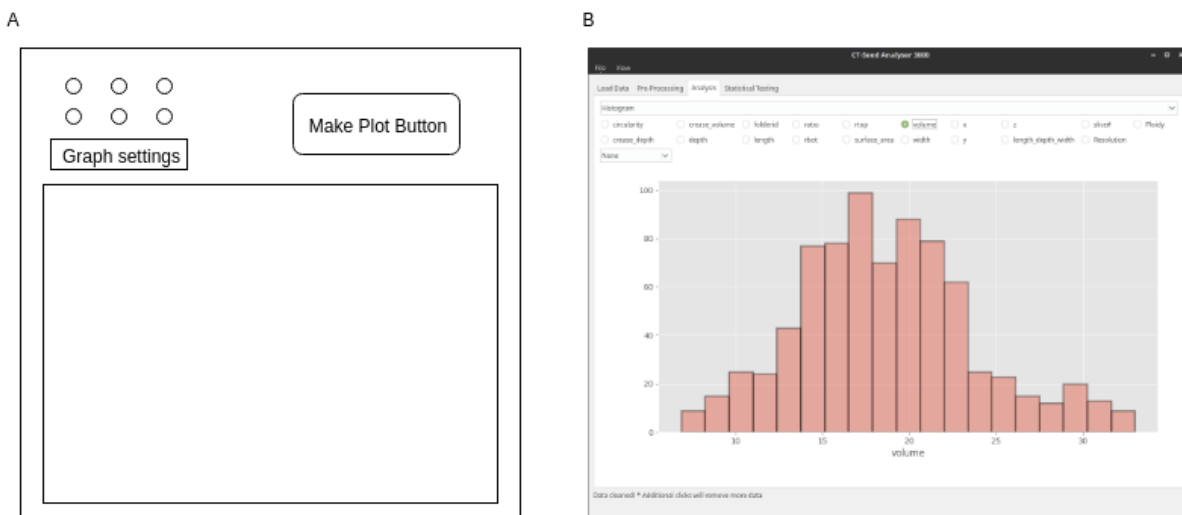 A
B
Make Plot Button
Graph settings
CT-Seed Analyser 3000
File View
Load Data Pre-Processing Analysis Statistical Testing
Histogram
circularity crease_volume folderid ratio rtop volume x z slice# Ploidy
crease_depth depth length rbot surface_area width y length_depth_width Resolution
None
100
80
60
40
20
0
10 15 20 25 30
volume
Data cleaned! * Additional clicks will remove more data